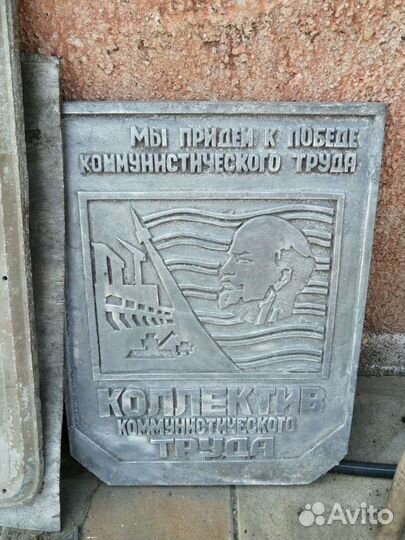 МЫ ПРИДЕМ К ПОБЕДЕ
КОММУНИСТИЧЕСКОГО ТРУДА
КОЛЛЕКТИВ
КОММУНИСТИЧЕСКОГО
ТРУДА
Avito